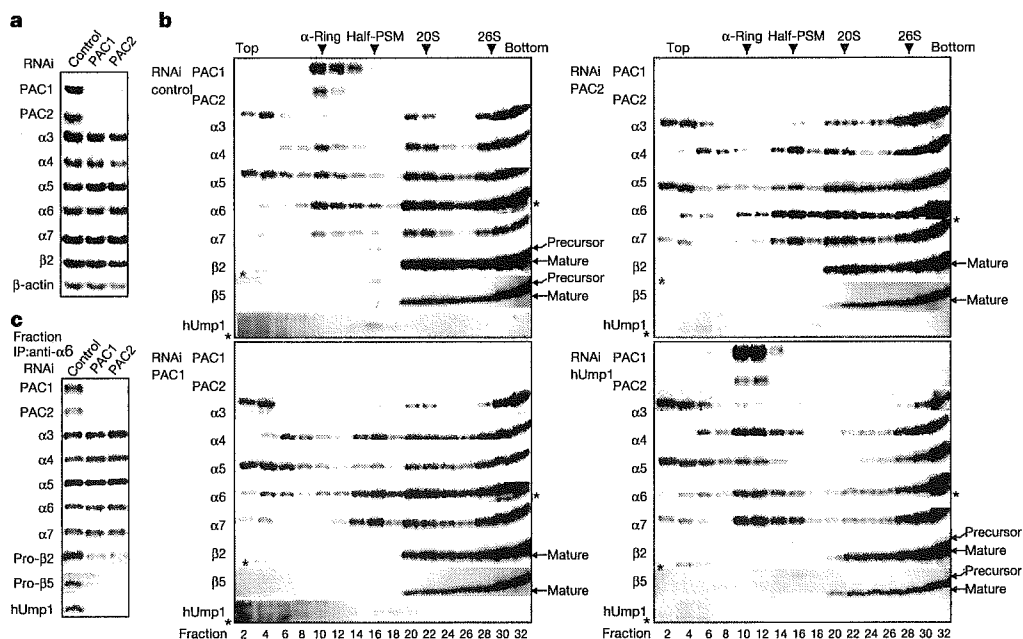 a
RNAi
Control
PAC1
PAC2
PAC1
PAC2
α3
α4
α5
α6
α7
β2
β-actin
c
Fraction
IP:anti-α6
RNAi
Control
PAC1
PAC2
PAC1
PAC2
α3
α4
α5
α6
α7
Pro-β2
Pro-β5
hUmp1
b
Top
α-Ring
Half-PSM
20S
26S
Bottom
RNAi PAC1
control
PAC2
α3
α4
α5
α6
*
α7
Precursor
β2
Mature
*
Precursor
β5
Mature
hUmp1
*
Top
α-Ring
Half-PSM
20S
26S
Bottom
RNAi PAC1
PAC2
PAC2
α3
α4
α5
α6
*
α7
β2
Mature
*
β5
Mature
hUmp1
*
RNAi PAC1
PAC1
PAC2
α3
α4
α5
α6
*
α7
β2
Mature
*
β5
Mature
hUmp1
*
Fraction 2 4 6 8 10 12 14 16 18 20 22 24 26 28 30 32
RNAi PAC1
hUmp1
PAC2
α3
α4
α5
α6
*
α7
Precursor
β2
Mature
*
Precursor
β5
Mature
hUmp1
*
2 4 6 8 10 12 14 16 18 20 22 24 26 28 30 32